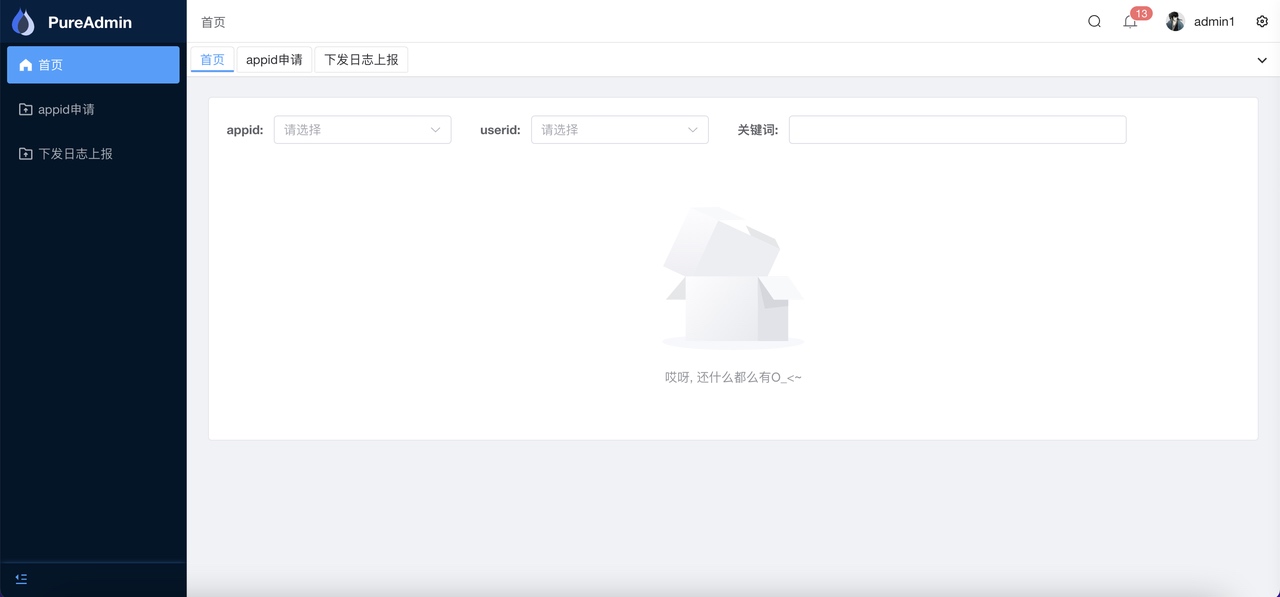 PureAdmin
首页
13
admin1
首页
appid申请
下发日志上报
首页
appid申请
下发日志上报
appid:
请选择
userid:
请选择
关键词:
哎呀, 还什么都么有O_<~